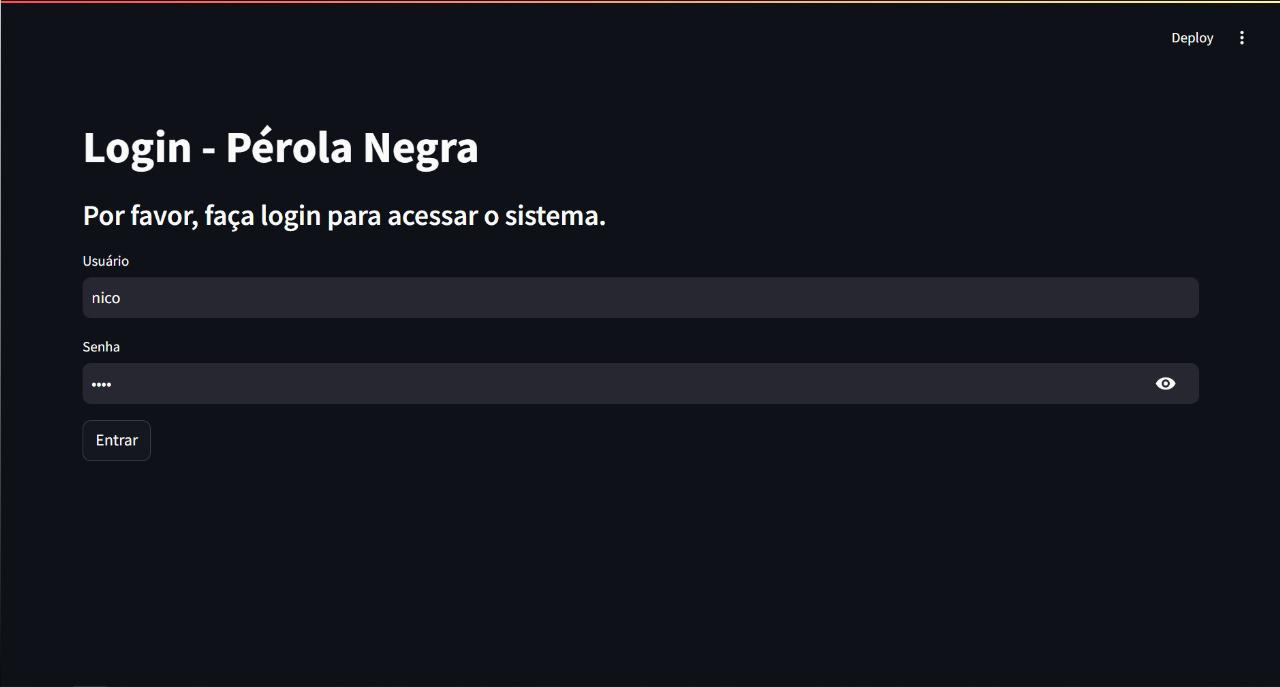 Deploy
Login - Pérola Negra
Por favor, faça login para acessar o sistema.
Usuário
nico
Senha
••••
Entrar